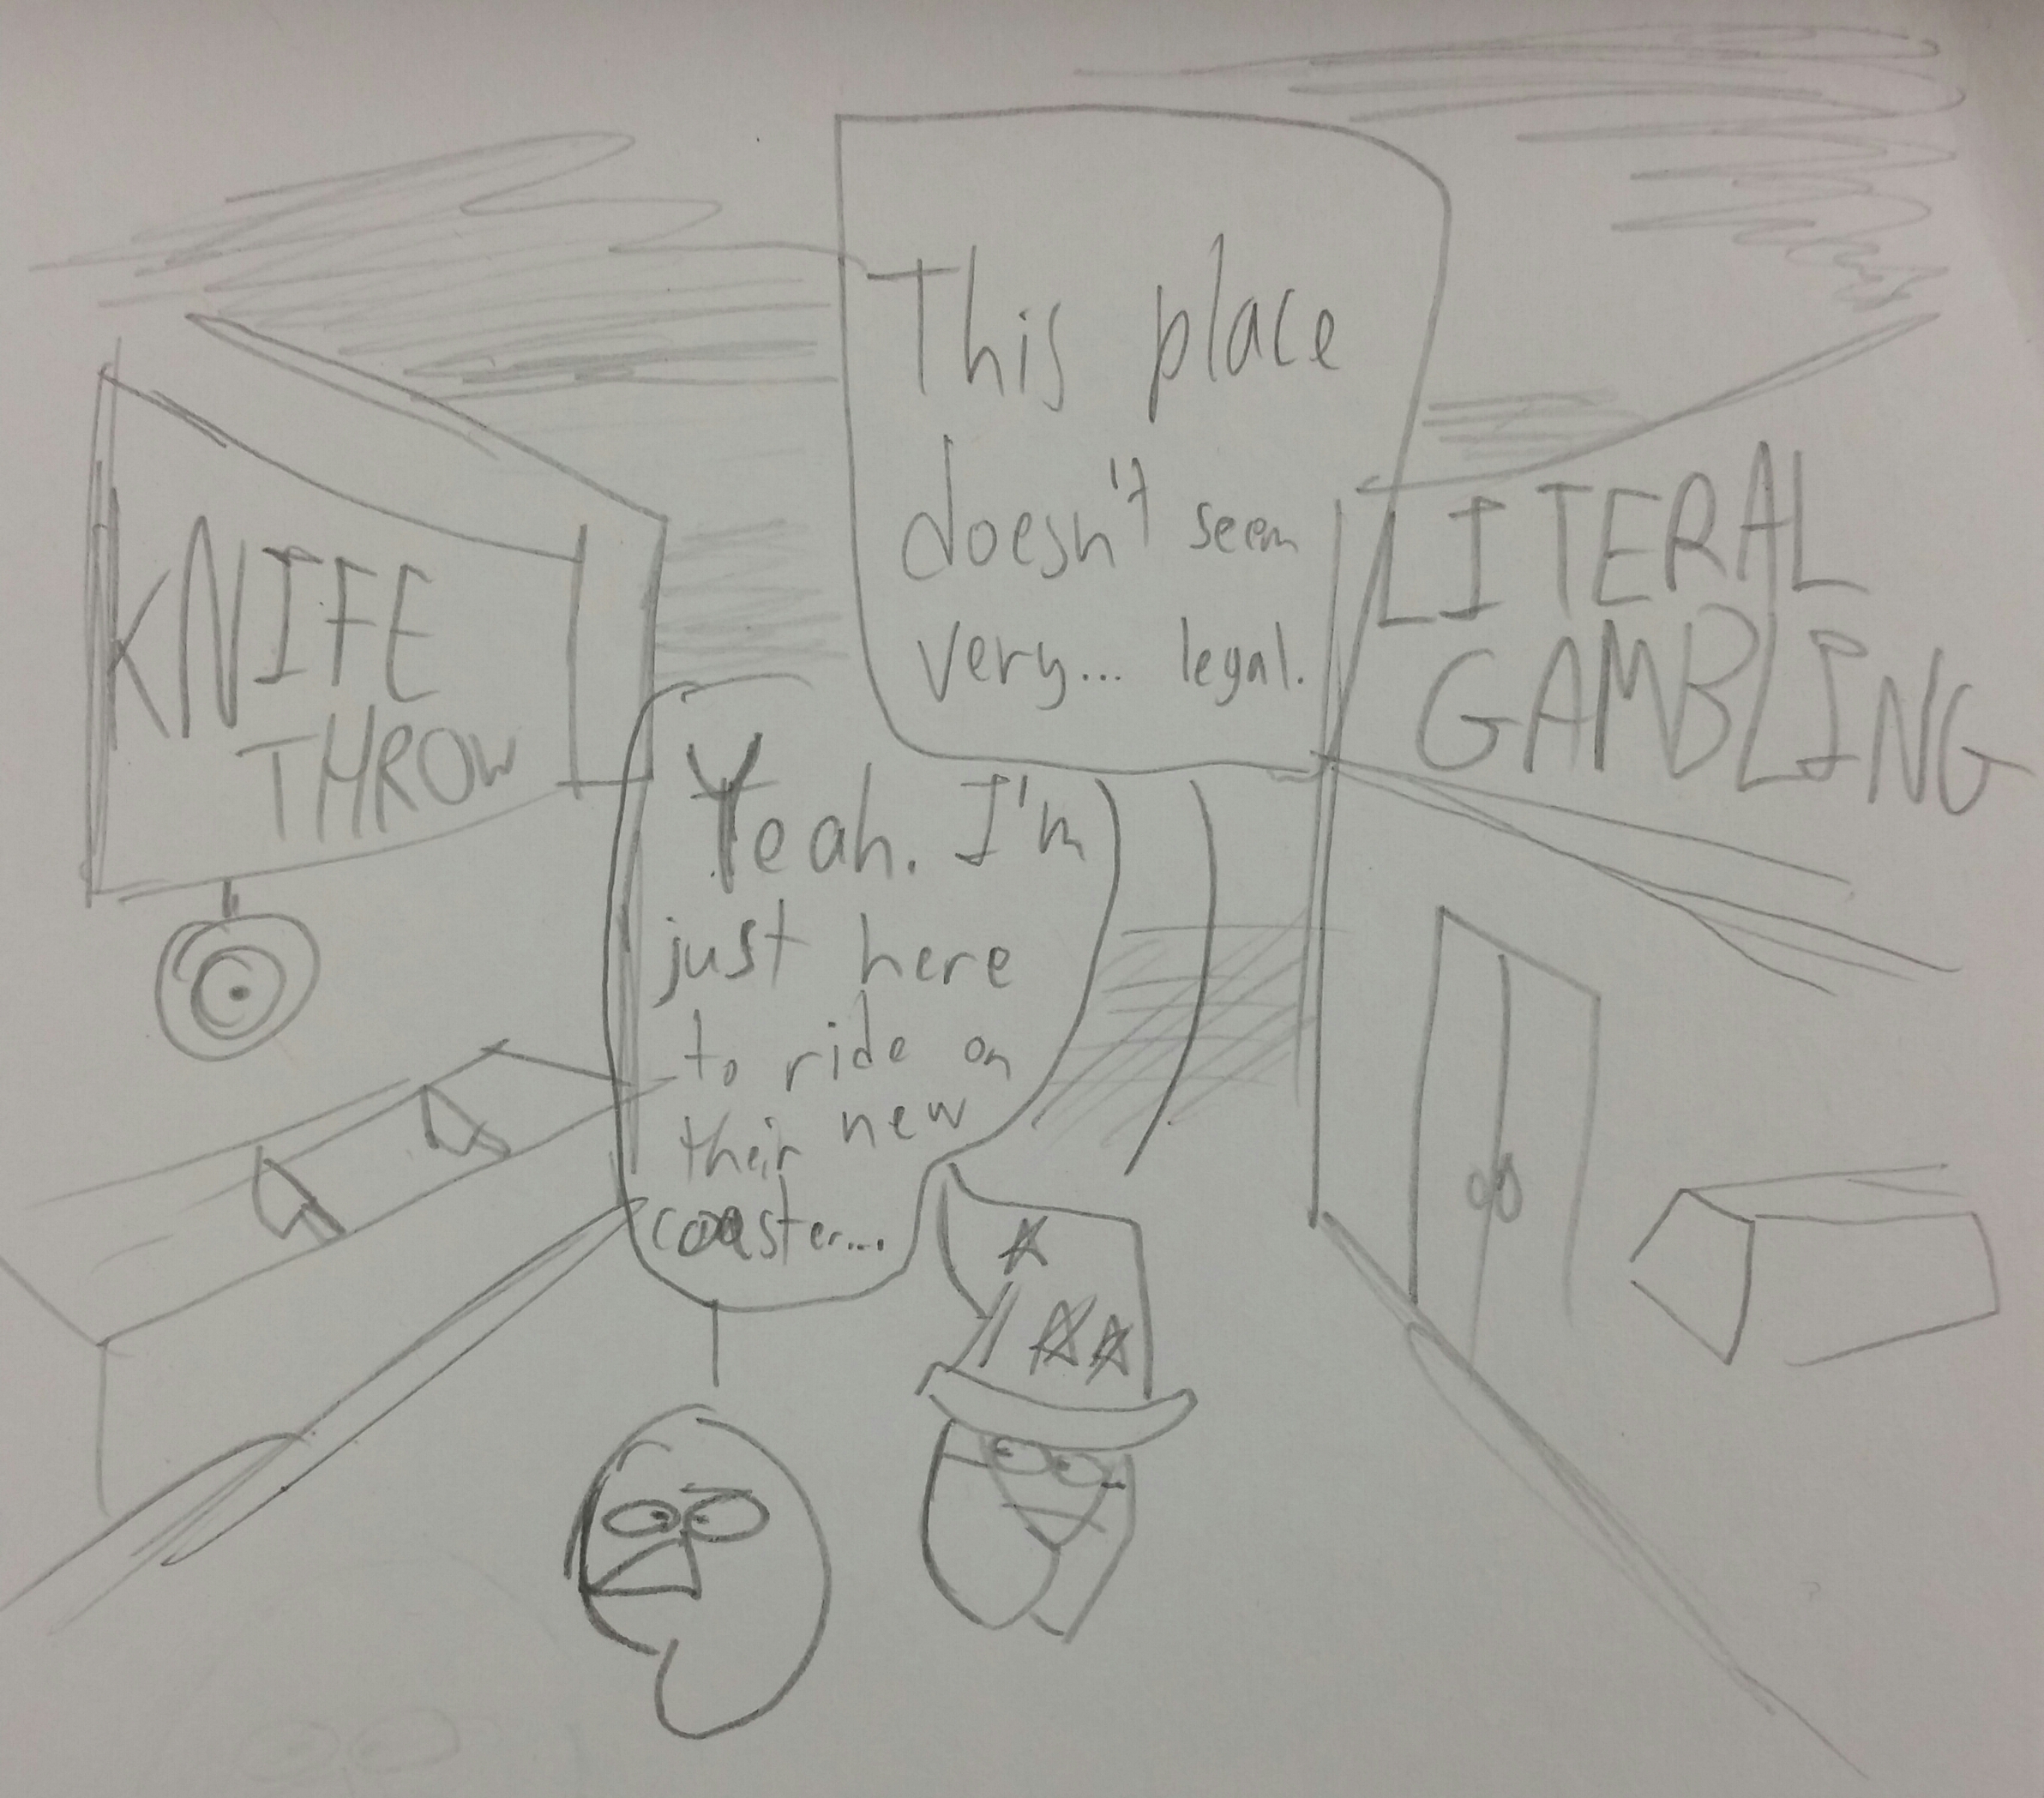 This place
doesn't seem
very... legal.
KNIFE
THROW
LITERAL
GAMBLING
Yeah. I'm
just here
to ride on
their new
coaster...